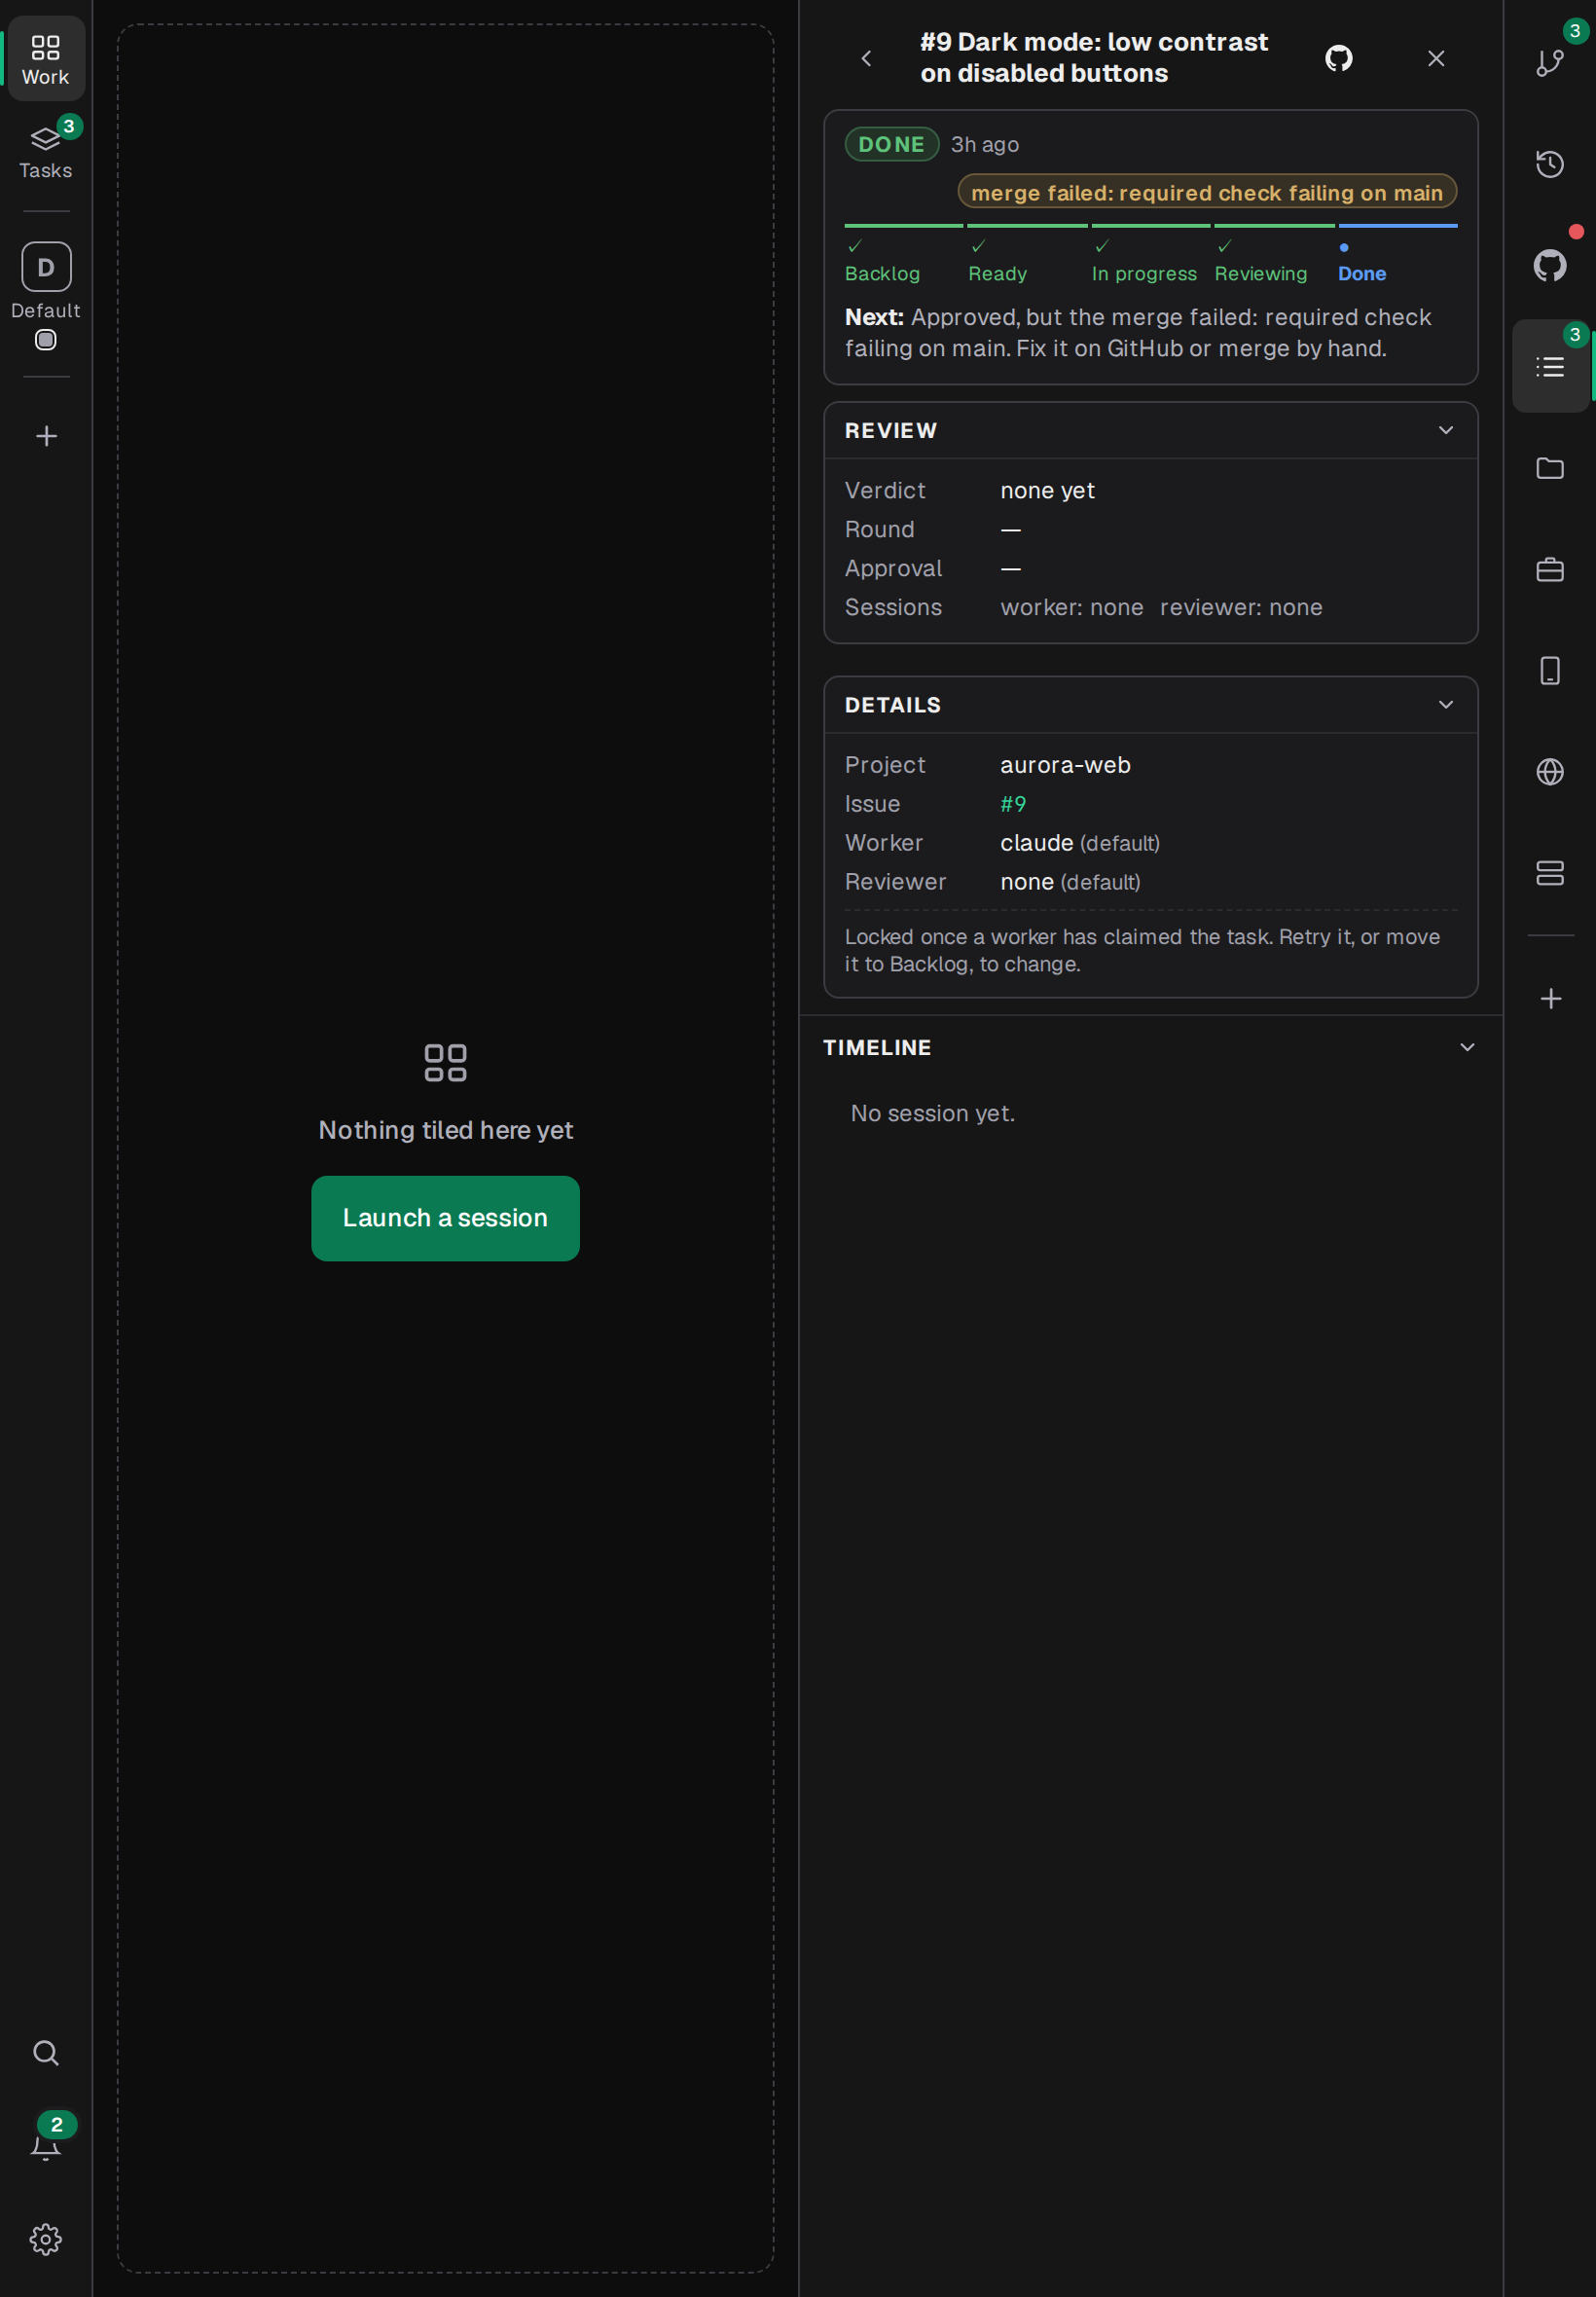 Work
3
Tasks
D
Default
2
Nothing tiled here yet
Launch a session
#9 Dark mode: low contrast
on disabled buttons
DONE 3h ago
merge failed: required check failing on main
✓ ✓ ✓ ✓ ●
Backlog Ready In progress Reviewing Done
Next: Approved, but the merge failed: required check
failing on main. Fix it on GitHub or merge by hand.
REVIEW
Verdict none yet
Round —
Approval —
Sessions worker: none reviewer: none
DETAILS
Project aurora-web
Issue #9
Worker claude (default)
Reviewer none (default)
Locked once a worker has claimed the task. Retry it, or move
it to Backlog, to change.
TIMELINE
No session yet.
3
3